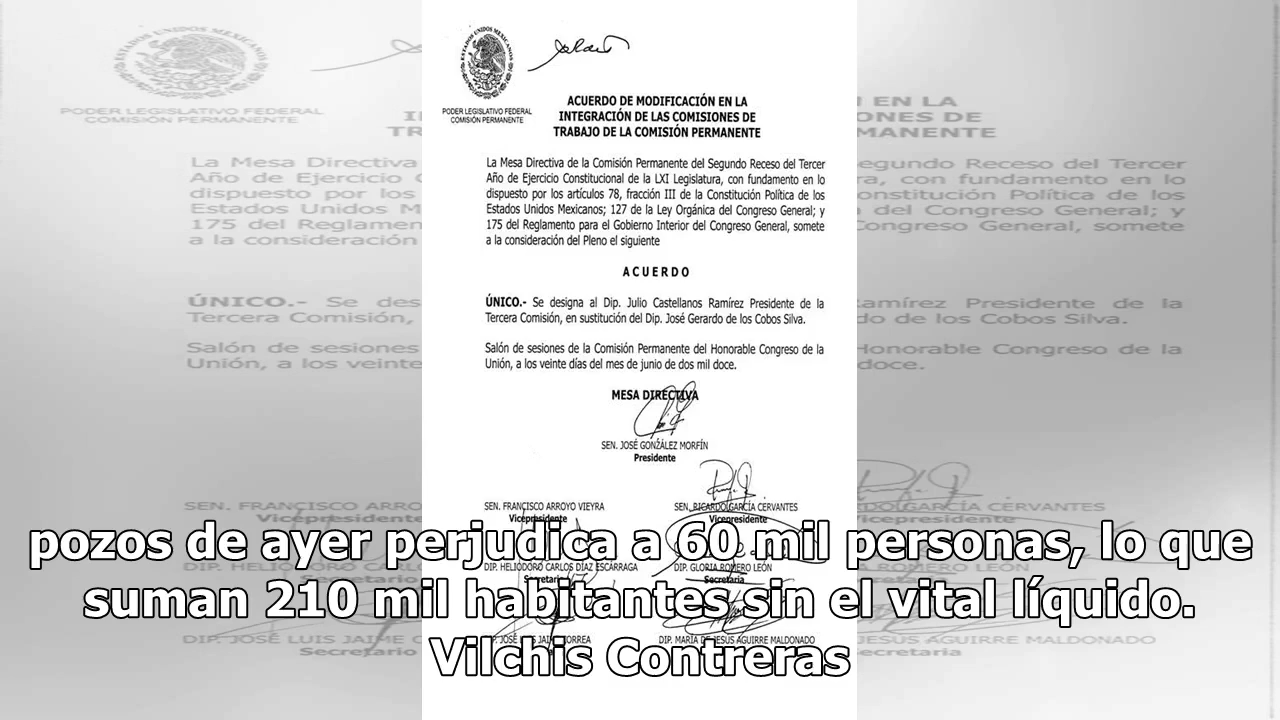 ESTADOS UNIDOS MEXICANOS
PODER LEGISLATIVO FEDERAL
COMISIÓN PERMANENTE
ACUERDO DE MODIFICACIÓN EN LA
INTEGRACIÓN DE LAS COMISIONES DE
TRABAJO DE LA COMISIÓN PERMANENTE
La Mesa Directiva de la Comisión Permanente del Segundo Receso del Tercer
Año de Ejercicio Constitucional de la LXI Legislatura, con fundamento en lo
dispuesto por los artículos 78, fracción III de la Constitución Política de los
Estados Unidos Mexicanos; 127 de la Ley Orgánica del Congreso General; y
175 del Reglamento para el Gobierno Interior del Congreso General, somete
a la consideración del Pleno el siguiente
ACUERDO
ÚNICO.- Se designa al Dip. Julio Castellanos Ramírez Presidente de la
Tercera Comisión, en sustitución del Dip. José Gerardo de los Cobos Silva.
Salón de sesiones de la Comisión Permanente del Honorable Congreso de la
Unión, a los veinte días del mes de junio de dos mil doce.
MESA DIRECTIVA
SEN. JOSÉ GONZÁLEZ MORFÍN
Presidente
SEN. FRANCISCO ARROYO VIEYRA
Vicepresidente
SEN. RICARDO GARCÍA CERVANTES
Vicepresidente
DIP. HELIODORO CARLOS DÍAZ ESCÁRRAGA
Secretario
DIP. GLORIA ROMERO LEÓN
Secretaria
DIP. JOSÉ LUIS JAIME CORREA
Secretario
DIP. MARÍA DE JESÚS AGUIRRE MALDONADO
Secretaria
pozos de ayer perjudica a 60 mil personas, lo que
suman 210 mil habitantes sin el vital líquido.
Vilchis Contreras